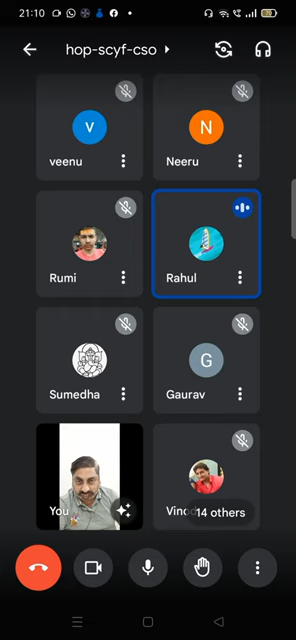 21:10
hop-scyf-cso
v
N
veenu
Neeru
Rumi
Rahul
G
Sumedha
Gaurav
You
14 others